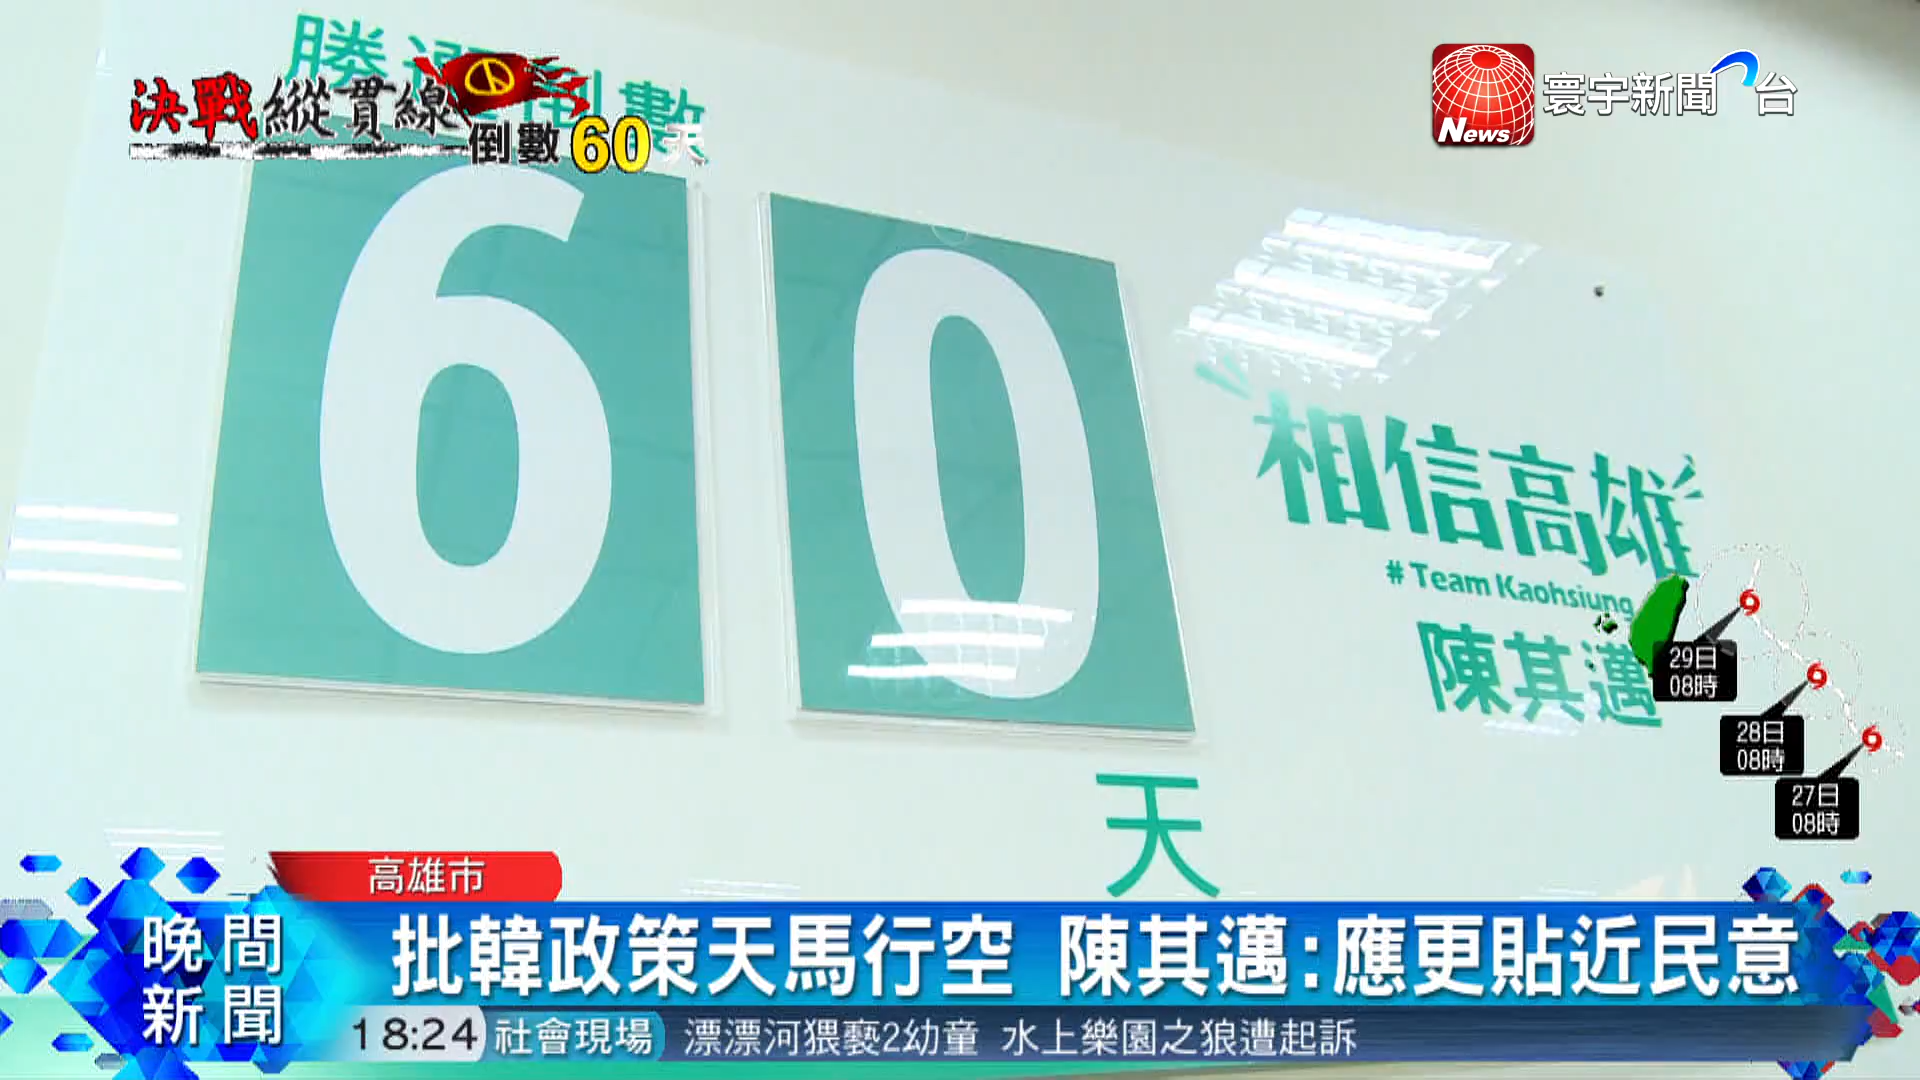 決戰縱貫線
倒數60天
News
寰宇新聞台
勝選倒數
60
天
相信高雄
# Team Kaohsiung
陳其邁
29日
08時
28日
08時
27日
08時
高雄市
晚間
新聞
批韓政策天馬行空 陳其邁:應更貼近民意
18:24
社會現場
漂漂河猥褻2幼童 水上樂園之狼遭起訴